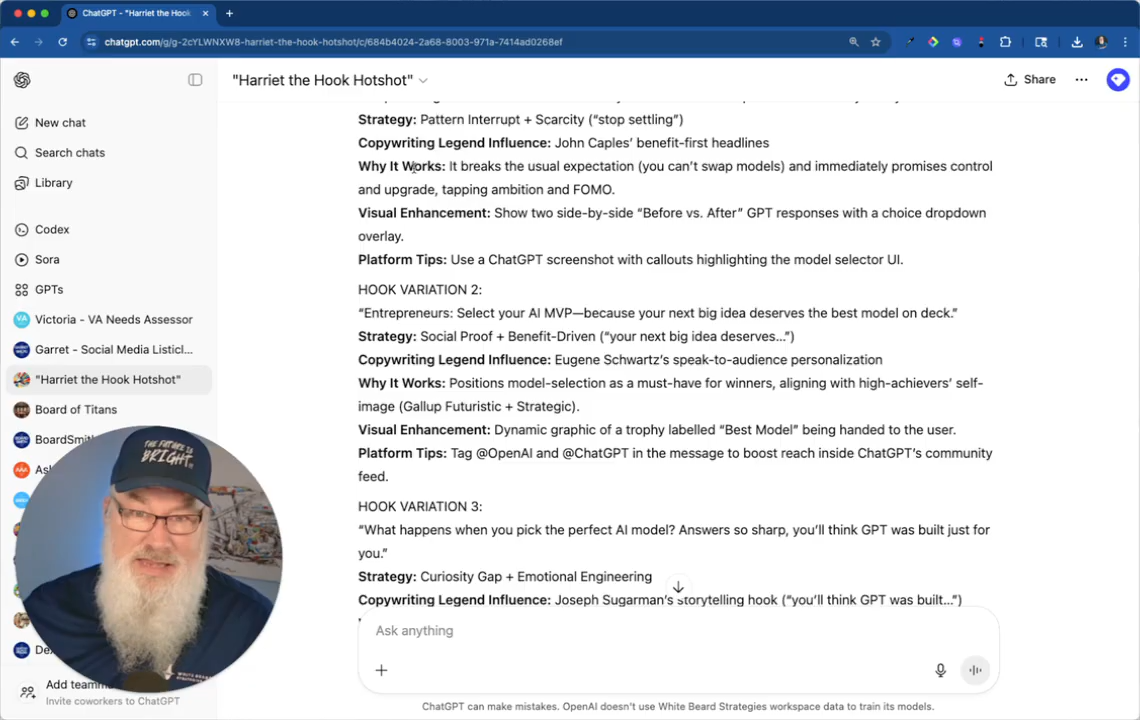 ChatGPT - "Harriet the Hook
chatgpt.com/g/g-2cYLWNXW8-harriet-the-hook-hotshot/c/684b4024-2a68-8003-971a-7414ad0268ef
"Harriet the Hook Hotshot"
Share
New chat
Search chats
Library
Codex
Sora
GPTs
Victoria - VA Needs Assessor
Garret - Social Media Listicl...
"Harriet the Hook Hotshot"
Board of Titans
BoardSmith
Add
Invite coworkers to ChatGPT
THE FUTURE IS
BRIGHT
Strategy: Pattern Interrupt + Scarcity (“stop settling”)
Copywriting Legend Influence: John Caples’ benefit-first headlines
Why It Works: It breaks the usual expectation (you can’t swap models) and immediately promises control
and upgrade, tapping ambition and FOMO.
Visual Enhancement: Show two side-by-side “Before vs. After” GPT responses with a choice dropdown
overlay.
Platform Tips: Use a ChatGPT screenshot with callouts highlighting the model selector UI.
HOOK VARIATION 2:
“Entrepreneurs: Select your AI MVP—because your next big idea deserves the best model on deck.”
Strategy: Social Proof + Benefit-Driven (“your next big idea deserves…”)
Copywriting Legend Influence: Eugene Schwartz’s speak-to-audience personalization
Why It Works: Positions model-selection as a must-have for winners, aligning with high-achievers’ self-
image (Gallup Futuristic + Strategic).
Visual Enhancement: Dynamic graphic of a trophy labelled “Best Model” being handed to the user.
Platform Tips: Tag @OpenAI and @ChatGPT in the message to boost reach inside ChatGPT’s community
feed.
HOOK VARIATION 3:
“What happens when you pick the perfect AI model? Answers so sharp, you’ll think GPT was built just for
you.”
Strategy: Curiosity Gap + Emotional Engineering
Copywriting Legend Influence: Joseph Sugarman’s storytelling hook (“you’ll think GPT was built…”)
Ask anything
ChatGPT can make mistakes. OpenAI doesn't use White Beard Strategies workspace data to train its models.